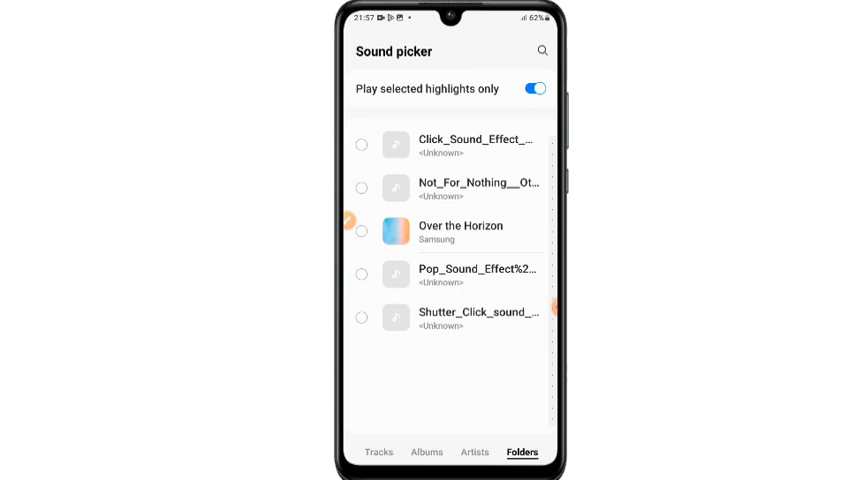 21:57 62%
Sound picker
Play selected highlights only
Click_Sound_Effect_...
<Unknown>
Not_For_Nothing__Ot...
<Unknown>
Over the Horizon
Samsung
Pop_Sound_Effect%2...
<Unknown>
Shutter_Click_sound_...
<Unknown>
Tracks Albums Artists Folders